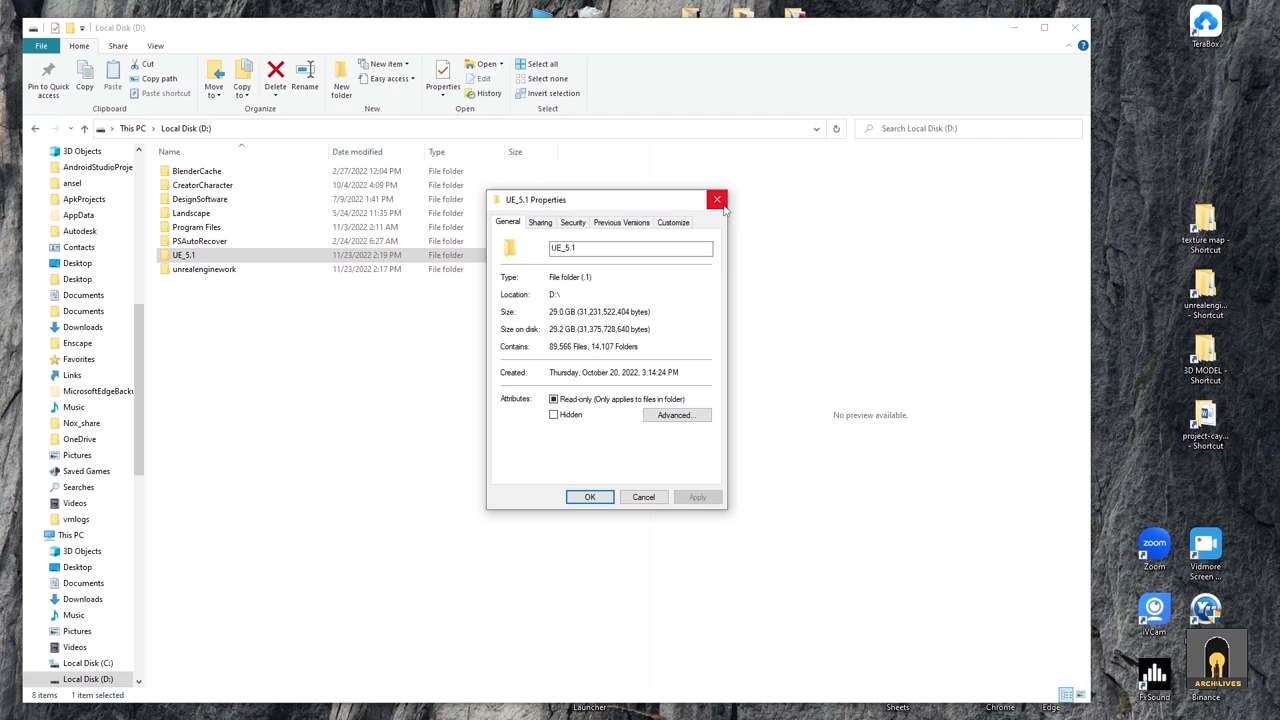 Local Disk (D:)
File Home Share View
Pin to Quick access
Copy
Paste
Cut
Copy path
Paste shortcut
Clipboard
Move to
Copy to
Delete
Rename
Organize
New folder
New item
Easy access
New
Properties
Open
Edit
History
Open
Select all
Select none
Invert selection
Select
This PC > Local Disk (D:)
Search Local Disk (D:)
3D Objects
AndroidStudioProje
ansel
ApkProjects
AppData
Autodesk
Contacts
Desktop
Desktop
Documents
Documents
Downloads
Enscape
Favorites
Links
MicrosoftEdgeBacku
Music
Nox_share
OneDrive
Pictures
Saved Games
Searches
Videos
vmlogs
This PC
3D Objects
Desktop
Documents
Downloads
Music
Pictures
Videos
Local Disk (C:)
Local Disk (D:)
8 items 1 item selected
Name Date modified Type Size
BlenderCache 2/27/2022 12:04 PM File folder
CreatorCharacter 10/4/2022 4:09 PM File folder
DesignSoftware 7/9/2022 1:41 PM File folder
Landscape 5/24/2022 11:35 PM File folder
Program Files 11/3/2022 2:11 AM File folder
PSAutoRecover 2/24/2022 6:27 AM File folder
UE_5.1 11/23/2022 2:19 PM File folder
unrealenginework 11/23/2022 2:17 PM File folder
UE_5.1 Properties
General Sharing Security Previous Versions Customize
UE_5.1
Type: File folder (.1)
Location: D:\
Size: 29.0 GB (31,231,522,404 bytes)
Size on disk: 29.2 GB (31,375,728,640 bytes)
Contains: 89,566 Files, 14,107 Folders
Created: Thursday, October 20, 2022, 3:14:24 PM
Attributes: Read-only (Only applies to files in folder)
Hidden Advanced...
OK Cancel Apply
No preview available.
TeraBox
texture map - Shortcut
unrealengi... - Shortcut
3D MODEL - Shortcut
project-cay... - Shortcut
Zoom
zoom
Vidmore Screen ...
iVCam
FxSound
Binance
ARCHILIVES
Launcher
Sheets
Chrome
Edge